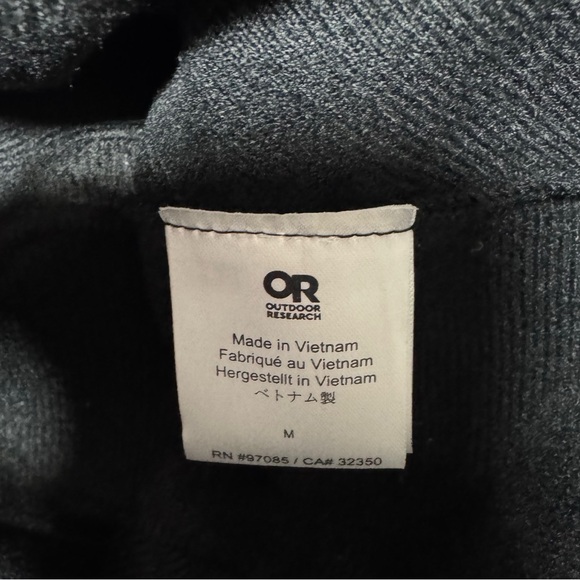 OR
OUTDOOR
RESEARCH
Made in Vietnam
Fabriqué au Vietnam
Hergestellt in Vietnam
ベトナム製
M
RN #97085 / CA# 32350